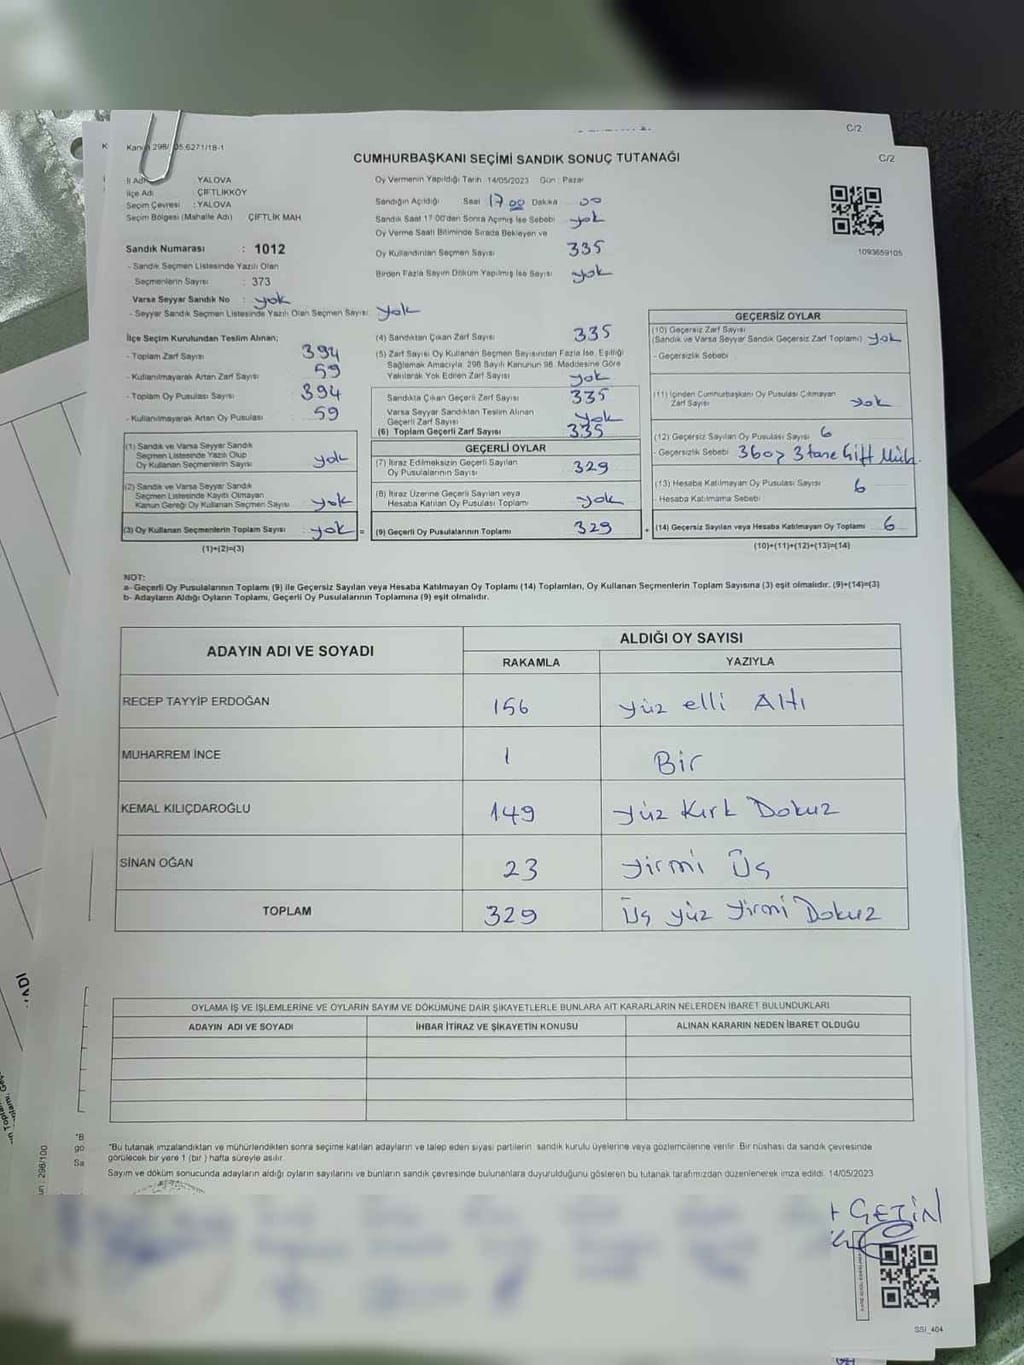 C/2
CUMHURBAŞKANI SEÇİMİ SANDIK SONUÇ TUTANAĞI
C/2
İl Adı YALOVA
İlçe Adı : ÇİFTLİKKÖY
Seçim Çevresi : YALOVA
Seçim Bölgesi (Mahalle Adı) ÇİFTLİK MAH
Sandık Numarası : 1012
- Sandık Seçmen Listesinde Yazılı Olan
Seçmenlerin Sayısı : 373
Varsa Seyyar Sandık No : yok
- Seyyar Sandık Seçmen Listesinde Yazılı Olan Seçmen Sayısı yok
Oy Vermenin Yapıldığı Tarih :14/05/2023 Gün : Pazar
Sandığın Açıldığı Saat 17 00 Dakika 00
Sandık Saat 17:00'den Sonra Açımış İse Sebebi yok
Oy Verme Saati Bitiminde Sırada Bekleyen ve
Oy Kullandırılan Seçmen Sayısı 335
Birden Fazla Sayım Döküm Yapılmış İse Sayısı yok
1093659105
İlçe Seçim Kurulundan Teslim Alınan;
- Toplam Zarf Sayısı 394
- Kullanılmayarak Artan Zarf Sayısı 59
- Toplam Oy Pusulası Sayısı 394
- Kullanılmayarak Artan Oy Pusulası 59
(1) Sandık ve Varsa Seyyar Sandık
Seçmen Listesinde Yazılı Olup
Oy Kullanan Seçmenlerin Sayısı yok
(2) Sandık ve Varsa Seyyar Sandık
Seçmen Listesinde Kayıtlı Olmayan
Kanun Gereği Oy Kullanan Seçmen Sayısı yok
(3) Oy Kullanan Seçmenlerin Toplam Sayısı yok =
(1)+(2)=(3)
(4) Sandıktan Çıkan Zarf Sayısı 335
(5) Zarf Sayısı Oy Kullanan Seçmen Sayısından Fazla İse, Eşitliği
Sağlamak Amacıyla; 298 Sayılı Kanunun 98. Maddesine Göre
Yakılarak Yok Edilen Zarf Sayısı yok
Sandıkta Çıkan Geçerli Zarf Sayısı 335
Varsa Seyyar Sandıktan Teslim Alınan
Geçerli Zarf Sayısı yok
(6) Toplam Geçerli Zarf Sayısı 335
GEÇERLİ OYLAR
(7) İtiraz Edilmeksizin Geçerli Sayılan
Oy Pusulalarının Sayısı 329
(8) İtiraz Üzerine Geçerli Sayılan veya
Hesaba Katılan Oy Pusulası Toplamı yok
(9) Geçerli Oy Pusulalarının Toplamı 329 +
GEÇERSİZ OYLAR
(10) Geçersiz Zarf Sayısı
(Sandık ve Varsa Seyyar Sandık Geçersiz Zarf Toplamı) yok
- Geçersizlik Sebebi
(11) İçinden Cumhurbaşkanı Oy Pusulası Çıkmayan
Zarf Sayısı yok
(12) Geçersiz Sayılan Oy Pusulası Sayısı 6
- Geçersizlik Sebebi 3 boz 3 tane Çift Müh.
(13) Hesaba Katılmayan Oy Pusulası Sayısı 6
- Hesaba Katılmama Sebebi
(14) Geçersiz Sayılan veya Hesaba Katılmayan Oy Toplamı 6
(10)+(11)+(12)+(13)=(14)
NOT:
a- Geçerli Oy Pusulalarının Toplamı (9) ile Geçersiz Sayılan veya Hesaba Katılmayan Oy Toplamı (14) Toplamları, Oy Kullanan Seçmenlerin Toplam Sayısına (3) eşit olmalıdır. (9)+(14)=(3)
b- Adayların Aldığı Oyların Toplamı, Geçerli Oy Pusulalarının Toplamına (9) eşit olmalıdır.
ADAYIN ADI VE SOYADI
ALDIĞI OY SAYISI
RAKAMLA YAZIYLA
RECEP TAYYİP ERDOĞAN 156 yüz elli Altı
MUHARREM İNCE 1 Bir
KEMAL KILIÇDAROĞLU 149 yüz Kırk Dokuz
SİNAN OĞAN 23 yirmi Üç
TOPLAM 329 Üç yüz yirmi Dokuz
OYLAMA İŞ VE İŞLEMLERİNE VE OYLARIN SAYIM VE DÖKÜMÜNE DAİR ŞİKAYETLERLE BUNLARA AİT KARARLARIN NELERDEN İBARET BULUNDUKLARI
ADAYIN ADI VE SOYADI İHBAR İTİRAZ VE ŞİKAYETİN KONUSU ALINAN KARARIN NEDEN İBARET OLDUĞU
*Bu tutanak imzalandıktan ve mühürlendikten sonra seçime katılan adayların ve talep eden siyasi partilerin sandık kurulu üyelerine veya gözlemcilerine verilir. Bir nüshası da sandık çevresinde
görülecek bir yere 1 (bir ) hafta süreyle asılır.
Sayım ve döküm sonucunda adayların aldığı oyların sayılarını ve bunların sandık çevresinde bulunanlara duyurulduğunu gösteren bu tutanak tarafımızdan düzenlenerek imza edildi. 14/05/2023
SSI_404